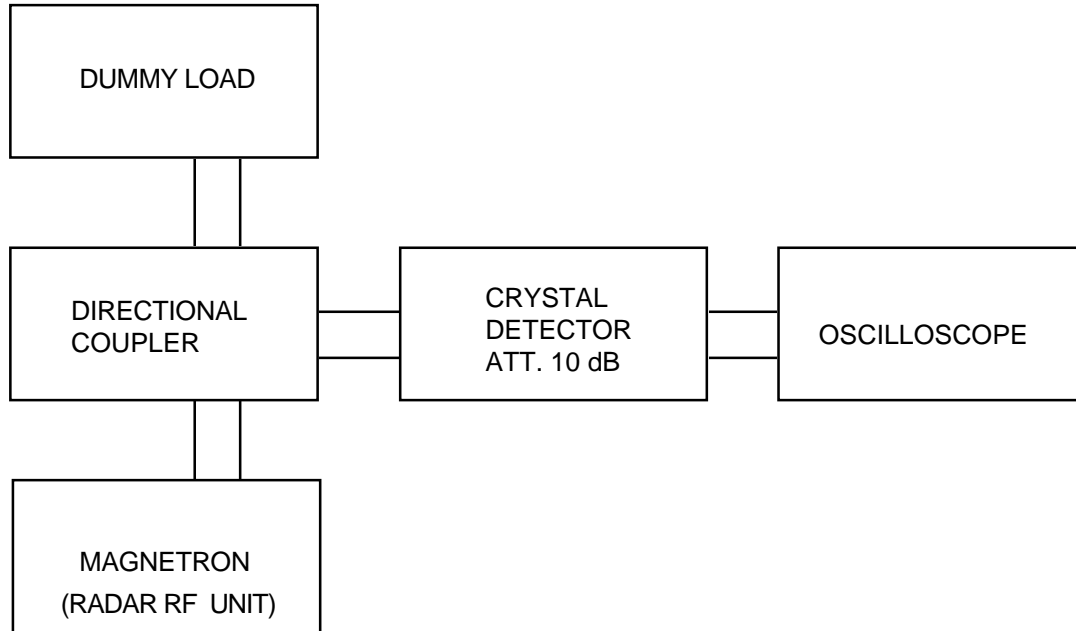 DUMMY LOAD
DIRECTIONAL
COUPLER
CRYSTAL
DETECTOR
ATT. 10 dB
OSCILLOSCOPE
MAGNETRON
(RADAR RF UNIT)